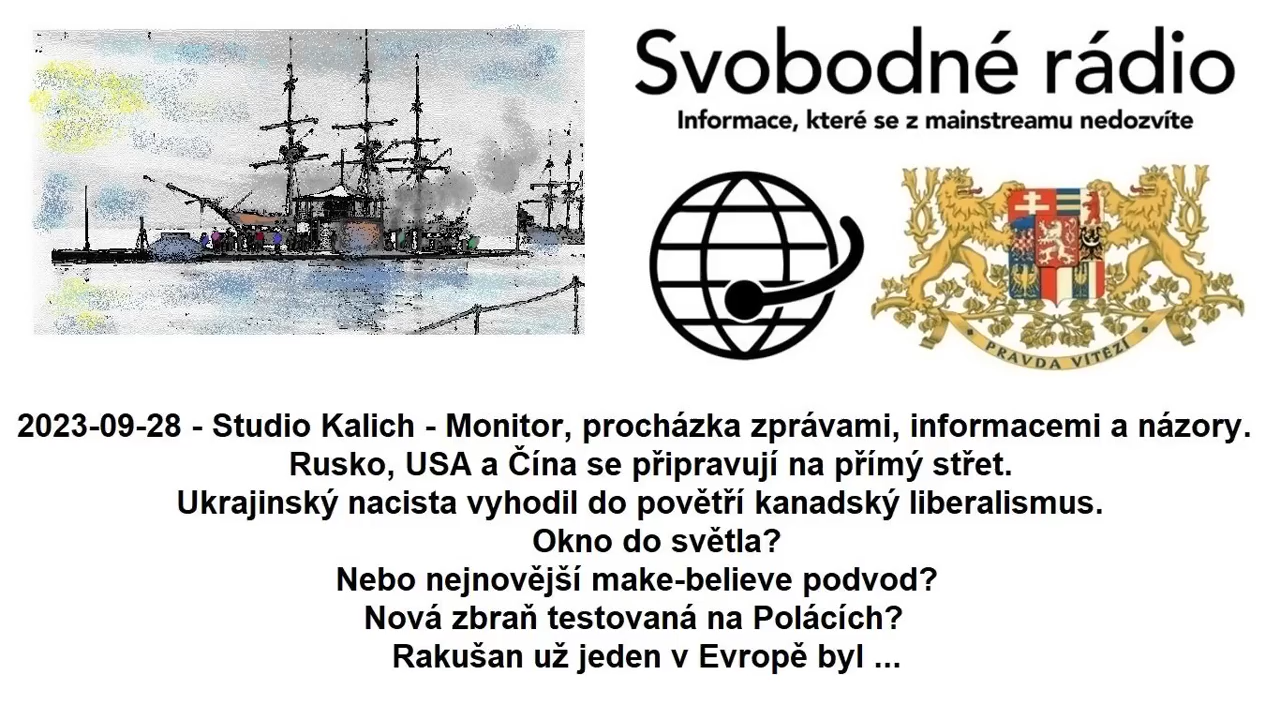 Svobodné rádio
Informace, které se z mainstreamu nedozvíte
PRAVDA VÍTĚZÍ
2023-09-28 - Studio Kalich - Monitor, procházka zprávami, informacemi a názory.
Rusko, USA a Čína se připravují na přímý střet.
Ukrajinský nacista vyhodil do povětří kanadský liberalismus.
Okno do světla?
Nebo nejnovější make-believe podvod?
Nová zbraň testovaná na Polácích?
Rakušan už jeden v Evropě byl ...